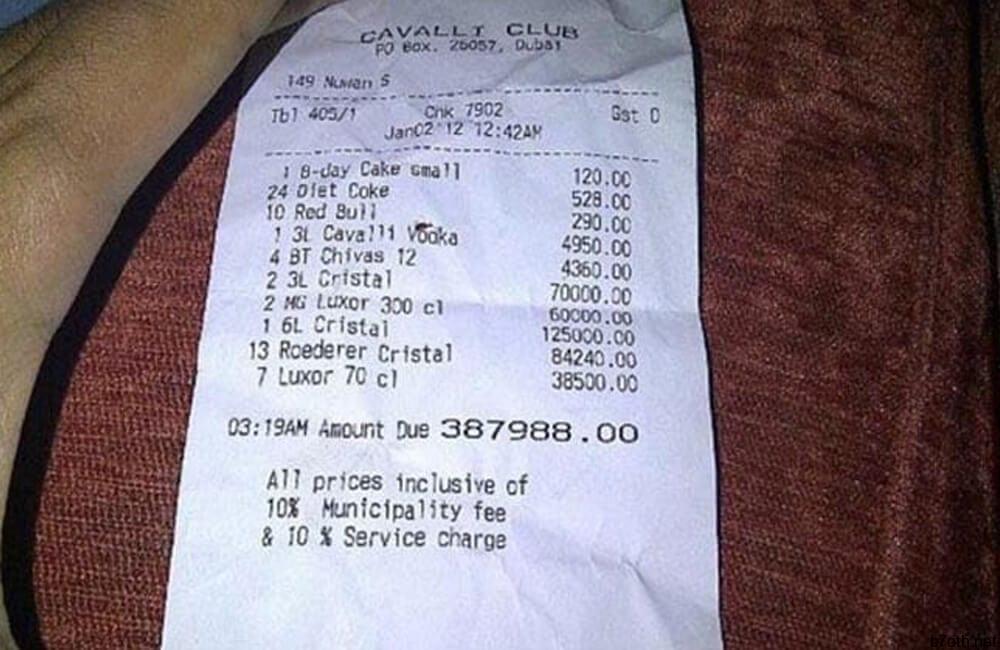 CAVALLI CLUB
PO Box. 26057, Dubai
149 Nuwan S
Tbl 405/1 Chk 7902 Gst 0
Jan02'12 12:42AM
1 B-day Cake small 120.00
24 Diet Coke 528.00
10 Red Bull 290.00
1 3L Cavalli Vodka 4950.00
4 BT Chivas 12 4360.00
2 3L Cristal 70000.00
2 MG Luxor 300 cl 60000.00
1 6L Cristal 125000.00
13 Roederer Cristal 84240.00
7 Luxor 70 cl 38500.00
03:19AM Amount Due 387988.00
All prices inclusive of
10% Municipality fee
& 10 % Service charge